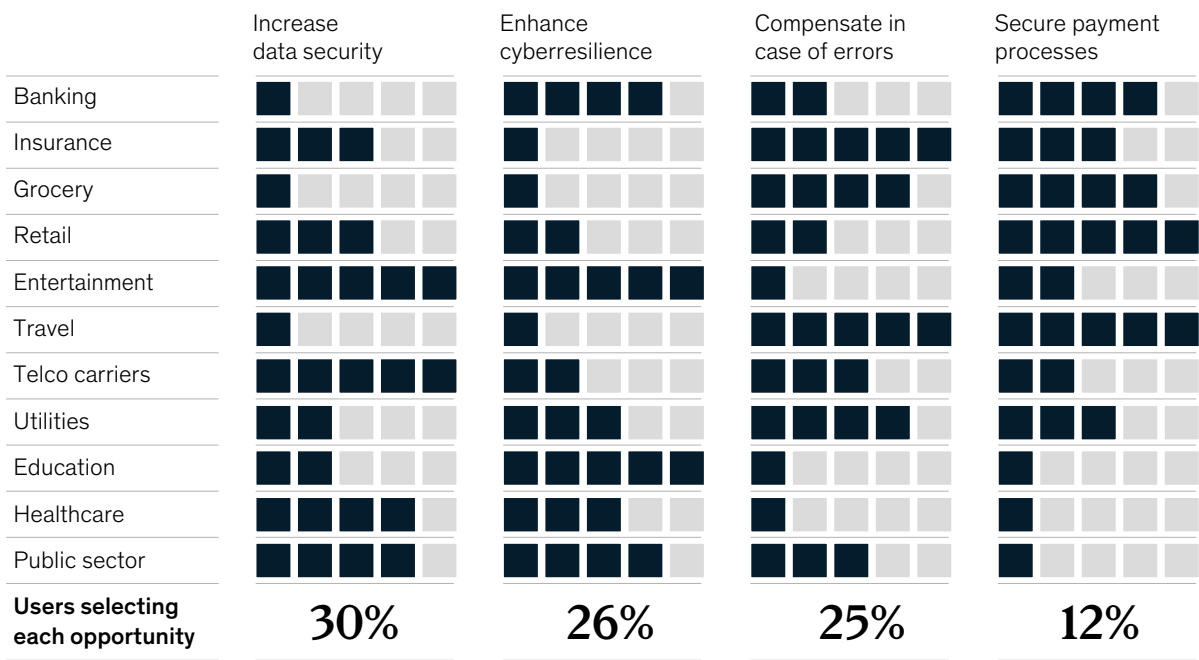 Increase
data security
Enhance
cyberresilience
Compensate in
case of errors
Secure payment
processes
Banking
Insurance
Grocery
Retail
Entertainment
Travel
Telco carriers
Utilities
Education
Healthcare
Public sector
Users selecting
each opportunity
30% 26% 25% 12%